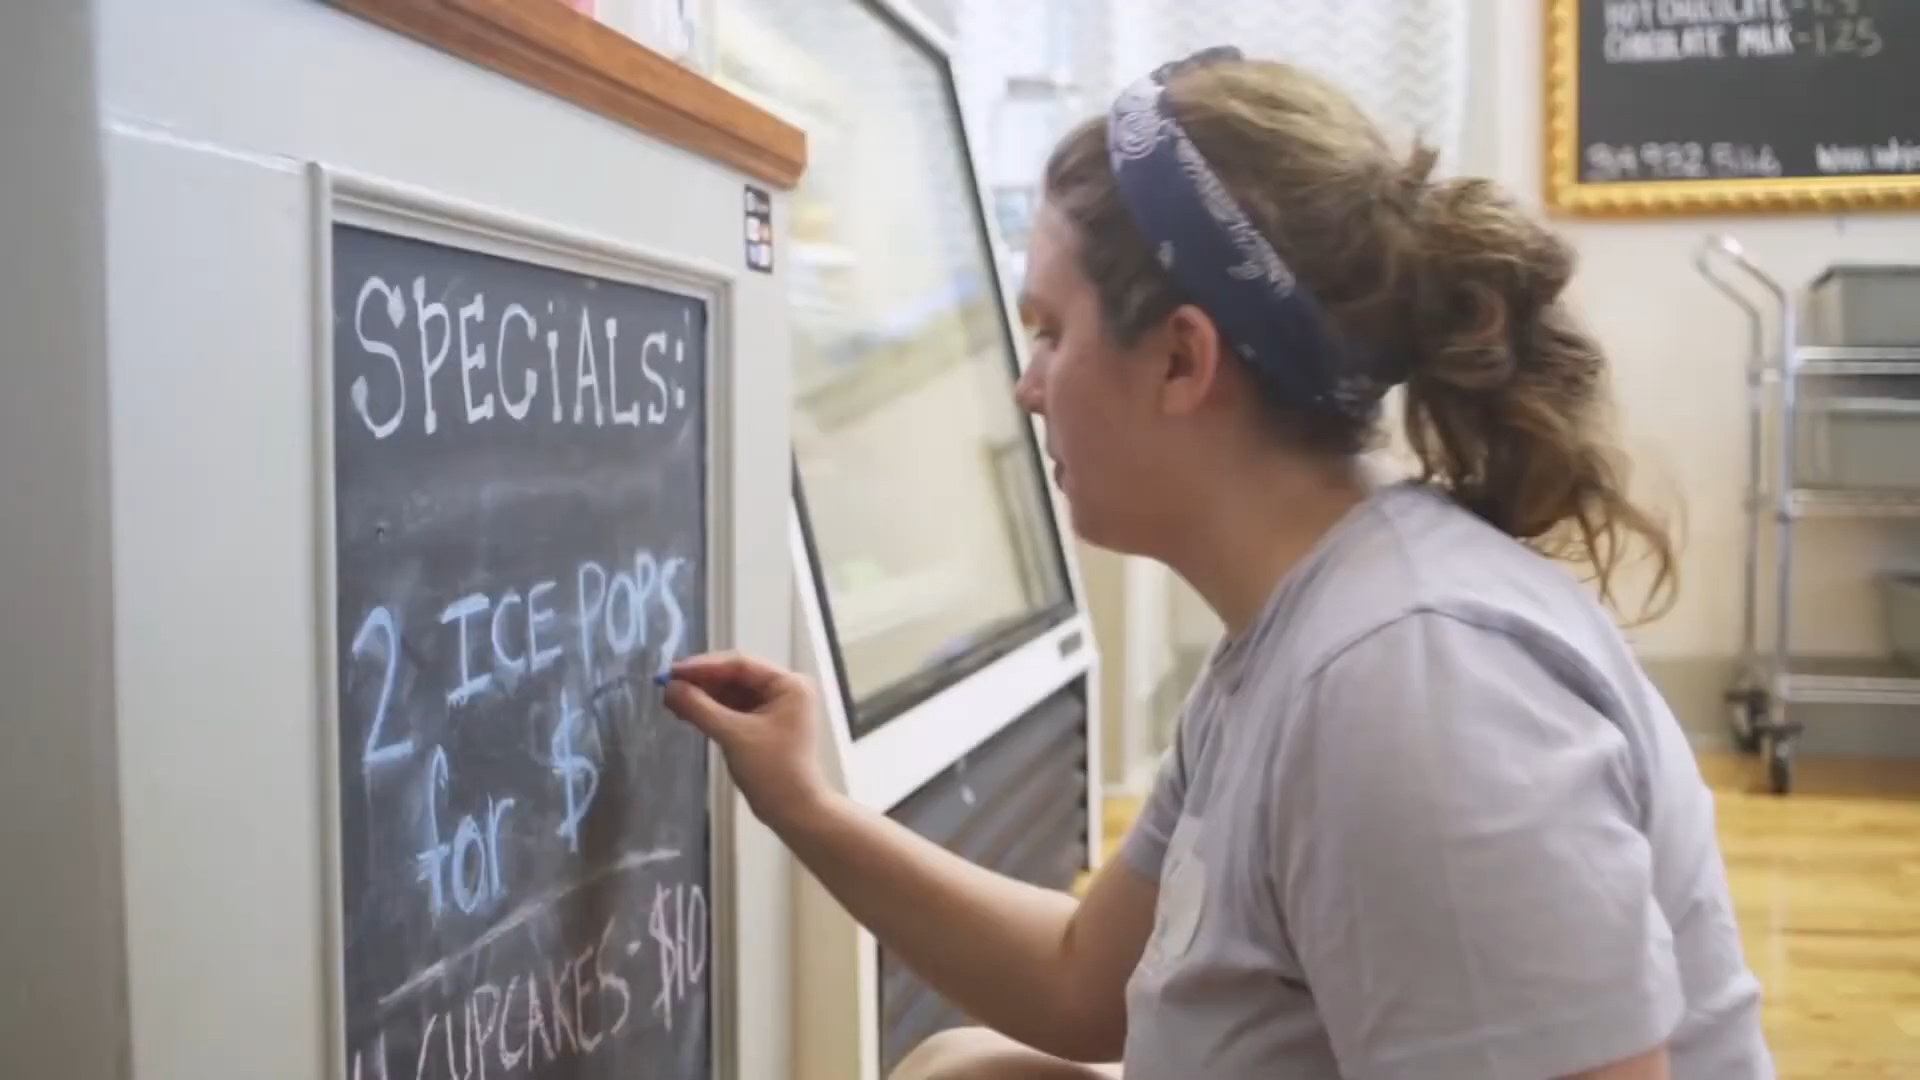 SPECiALS:
2 ICE POPS
for $
CUPCAKES - $10
HOT CHOCOLATE -
CHOCOLATE MILK - 1.25